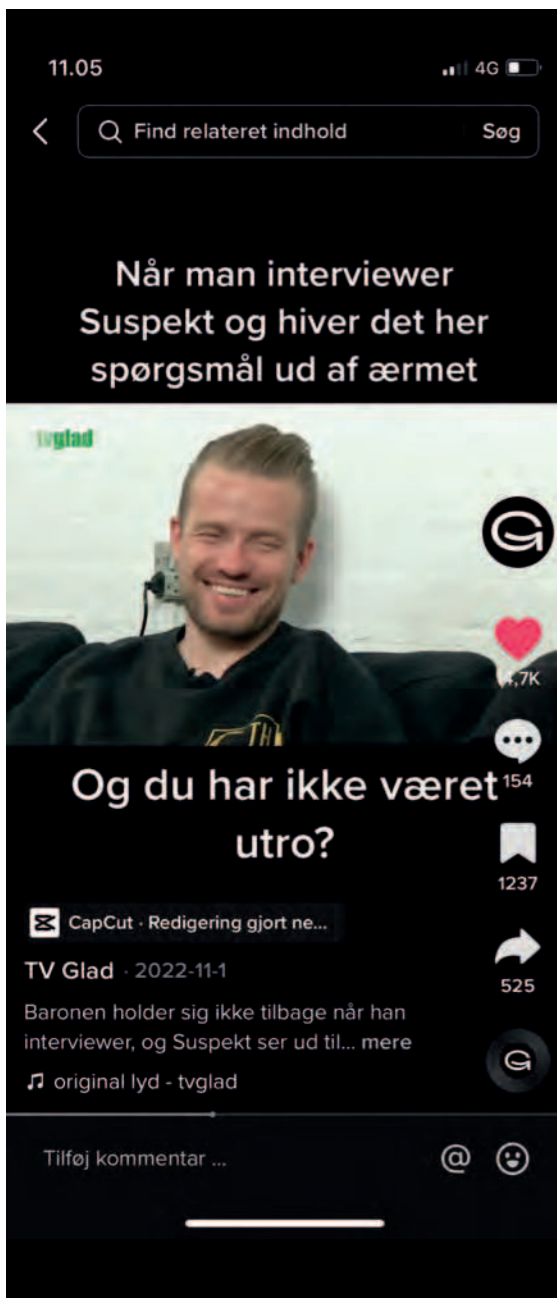 11.05
4G
Find relateret indhold
Søg
Når man interviewer
Suspekt og hiver det her
spørgsmål ud af ærmet
tvglad
4,7K
Og du har ikke været
utro?
154
1237
CapCut · Redigering gjort ne...
TV Glad · 2022-11-1
525
Baronen holder sig ikke tilbage når han
interviewer, og Suspekt ser ud til... mere
original lyd - tvglad
Tilføj kommentar ...
@